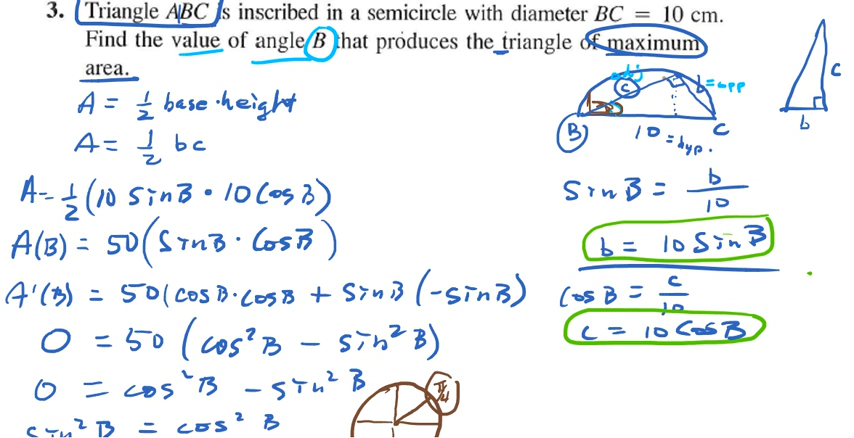 3. Triangle ABC is inscribed in a semicircle with diameter BC = 10 cm.
Find the value of angle B that produces the triangle of maximum
area.
A = 1/2 base · height
A = 1/2 bc
A = 1/2 (10 Sin B · 10 Cos B)
A(B) = 50 (Sin B · Cos B)
A'(B) = 50 (cos B · cos B + Sin B (-sin B)
0 = 50 (cos² B - sin² B)
0 = cos² B - sin² B
sin² B = cos² B
π/4
adj
c
b = opp
B
10 = hyp.
C
c
b
Sin B = b/10
b = 10 Sin B
Cos B = c/10
c = 10 Cos B